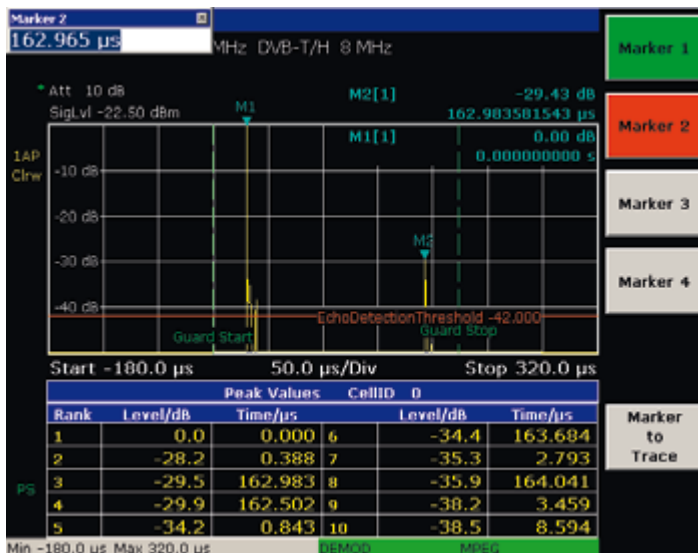 Marker 2
162.965 µs
MHz DVB-T/H 8 MHz
Att 10 dB
SigLvl -22.50 dBm
M1
M2[1] -29.43 dB
162.983581543 µs
M1[1] 0.00 dB
0.000000000 s
1AP
Clrw
-10 dB
-20 dB
-30 dB
-40 dB
M2
EchoDetectionThreshold -42.000
Guard Start
Guard Stop
Start -180.0 µs 50.0 µs/Div Stop 320.0 µs
Peak Values CellID 0
Rank Level/dB Time/µs Level/dB Time/µs
1 0.0 0.000 6 -34.4 163.684
2 -28.2 0.388 7 -35.3 2.793
3 -29.5 162.983 8 -35.9 164.041
4 -29.9 162.502 9 -38.2 3.459
5 -34.2 0.843 10 -38.5 8.594
PS
Min -180.0 µs Max 320.0 µs
DEMOD MPEG
Marker 1
Marker 2
Marker 3
Marker 4
Marker
to
Trace